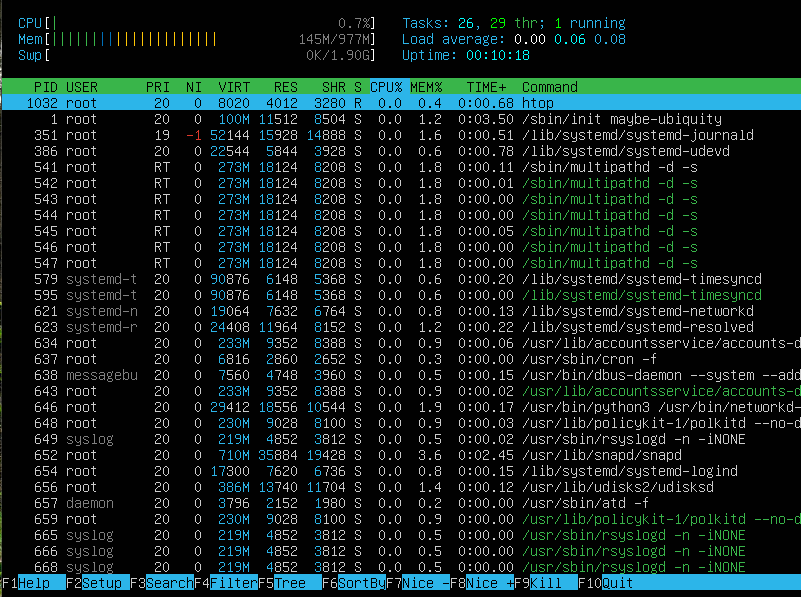 CPU[| 0.7%] Tasks: 26, 29 thr; 1 running
Mem[||||||||||||||||||||| 145M/977M] Load average: 0.00 0.06 0.08
Swp[ 0K/1.90G] Uptime: 00:10:18
PID USER PRI NI VIRT RES SHR S CPU% MEM% TIME+ Command
1032 root 20 0 8020 4012 3280 R 0.0 0.4 0:00.68 htop
1 root 20 0 100M 11512 8504 S 0.0 1.2 0:03.50 /sbin/init maybe-ubiquity
351 root 19 -1 52144 15928 14888 S 0.0 1.6 0:00.51 /lib/systemd/systemd-journald
386 root 20 0 22544 5844 3928 S 0.0 0.6 0:00.78 /lib/systemd/systemd-udevd
541 root RT 0 273M 18124 8208 S 0.0 1.8 0:00.11 /sbin/multipathd -d -s
542 root RT 0 273M 18124 8208 S 0.0 1.8 0:00.01 /sbin/multipathd -d -s
543 root RT 0 273M 18124 8208 S 0.0 1.8 0:00.00 /sbin/multipathd -d -s
544 root RT 0 273M 18124 8208 S 0.0 1.8 0:00.00 /sbin/multipathd -d -s
545 root RT 0 273M 18124 8208 S 0.0 1.8 0:00.05 /sbin/multipathd -d -s
546 root RT 0 273M 18124 8208 S 0.0 1.8 0:00.00 /sbin/multipathd -d -s
547 root RT 0 273M 18124 8208 S 0.0 1.8 0:00.00 /sbin/multipathd -d -s
579 systemd-t 20 0 90876 6148 5368 S 0.0 0.6 0:00.20 /lib/systemd/systemd-timesyncd
595 systemd-t 20 0 90876 6148 5368 S 0.0 0.6 0:00.00 /lib/systemd/systemd-timesyncd
621 systemd-n 20 0 19064 7632 6764 S 0.0 0.8 0:00.13 /lib/systemd/systemd-networkd
623 systemd-r 20 0 24408 11964 8152 S 0.0 1.2 0:00.22 /lib/systemd/systemd-resolved
634 root 20 0 233M 9352 8388 S 0.0 0.9 0:00.06 /usr/lib/accountsservice/accounts-d
637 root 20 0 6816 2860 2652 S 0.0 0.3 0:00.00 /usr/sbin/cron -f
638 messagebu 20 0 7560 4748 3960 S 0.0 0.5 0:00.15 /usr/bin/dbus-daemon --system --add
643 root 20 0 233M 9352 8388 S 0.0 0.9 0:00.02 /usr/lib/accountsservice/accounts-d
646 root 20 0 29412 18556 10544 S 0.0 1.9 0:00.17 /usr/bin/python3 /usr/bin/networkd-
648 root 20 0 230M 9028 8100 S 0.0 0.9 0:00.03 /usr/lib/policykit-1/polkitd --no-d
649 syslog 20 0 219M 4852 3812 S 0.0 0.5 0:00.02 /usr/sbin/rsyslogd -n -iNONE
652 root 20 0 710M 35884 19428 S 0.0 3.6 0:02.45 /usr/lib/snapd/snapd
654 root 20 0 17300 7620 6736 S 0.0 0.8 0:00.15 /lib/systemd/systemd-logind
656 root 20 0 386M 13740 11704 S 0.0 1.4 0:00.12 /usr/lib/udisks2/udisksd
657 daemon 20 0 3796 2152 1980 S 0.0 0.2 0:00.00 /usr/sbin/atd -f
659 root 20 0 230M 9028 8100 S 0.0 0.9 0:00.00 /usr/lib/policykit-1/polkitd --no-d
665 syslog 20 0 219M 4852 3812 S 0.0 0.5 0:00.00 /usr/sbin/rsyslogd -n -iNONE
666 syslog 20 0 219M 4852 3812 S 0.0 0.5 0:00.00 /usr/sbin/rsyslogd -n -iNONE
668 syslog 20 0 219M 4852 3812 S 0.0 0.5 0:00.00 /usr/sbin/rsyslogd -n -iNONE
F1Help F2Setup F3SearchF4FilterF5Tree F6SortByF7Nice -F8Nice +F9Kill F10Quit